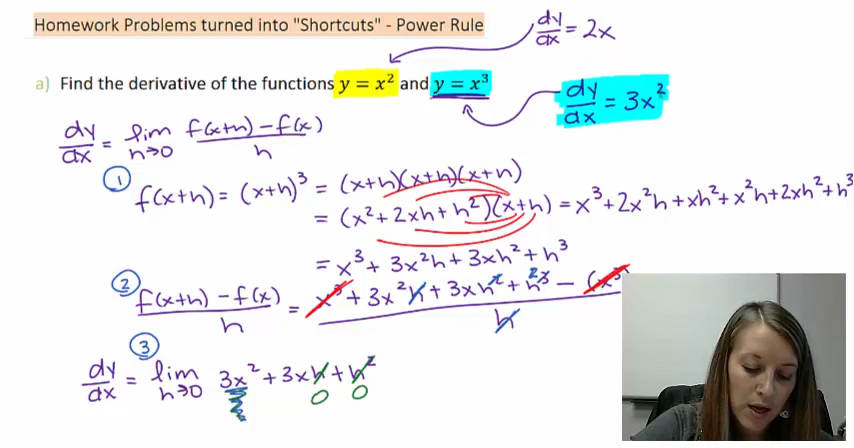 Homework Problems turned into "Shortcuts" - Power Rule
dy/dx = 2x
a) Find the derivative of the functions y = x² and y = x³
dy/dx = 3x²
dy/dx = lim h→0 f(x+h) – f(x) / h
① f(x+h) = (x+h)³ = (x+h)(x+h)(x+h)
= (x² + 2xh + h²)(x+h) = x³ + 2x²h + xh² + x²h + 2xh² + h³
= x³ + 3x²h + 3xh² + h³
② f(x+h) – f(x) / h = x³ + 3x²h + 3xh² + h³ – (x³ / h
2
③
dy/dx = lim h→0 3x² + 3xh + h²
0 0